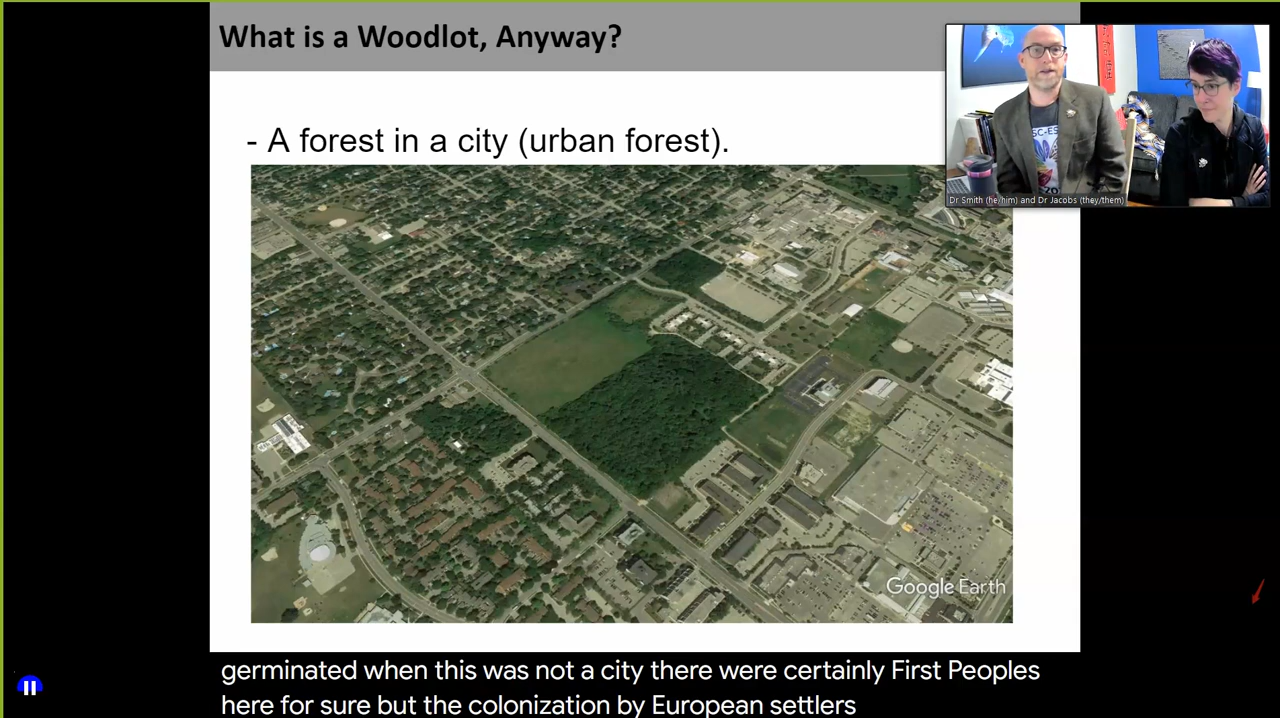 What is a Woodlot, Anyway?
- A forest in a city (urban forest).
SC-ES
Dr Smith (he/him) and Dr Jacobs (they/them)
Google Earth
germinated when this was not a city there were certainly First Peoples
here for sure but the colonization by European settlers